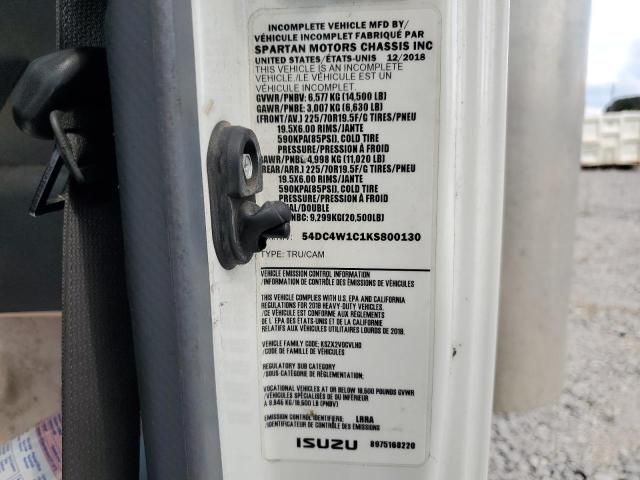 INCOMPLETE VEHICLE MFD BY/
VÉHICULE INCOMPLET FABRIQUÉ PAR
SPARTAN MOTORS CHASSIS INC
UNITED STATES/ÉTATS-UNIS 12/2018
THIS VEHICLE IS AN INCOMPLETE
VEHICLE./LE VÉHICULE EST UN
VÉHICULE INCOMPLET.
GVWR/PNBV: 6,577 KG (14,500 LB)
GAWR/PNBE: 3,007 KG (6,630 LB)
(FRONT/AV.) 225/70R19.5F/G TIRES/PNEU
19.5X6.00 RIMS/JANTE
590KPA(85PSI), COLD TIRE
PRESSURE/PRESSION À FROID
GAWR/PNBE 4,998 KG (11,020 LB)
(REAR/ARR.) 225/70R19.5F/G TIRES/PNEU
19.5X6.00 RIMS/JANTE
590KPA(85PSI), COLD TIRE
PRESSURE/PRESSION À FROID
DUAL/DOUBLE
NBC: 9,299KG(20,500LB)
54DC4W1C1KS800130
TYPE: TRU/CAM
VEHICLE EMISSION CONTROL INFORMATION
/INFORMATION DE CONTRÔLE DES ÉMISSIONS DE VÉHICULES
THIS VEHICLE COMPLIES WITH U.S. EPA AND CALIFORNIA
REGULATIONS FOR 2018 HEAVY-DUTY VEHICLES.
/CE VÉHICULE EST CONFORME AUX RÈGLEMENTS
DE L' EPA DES ÉTATS-UNIS ET DE LA CALIFORNIE
RELATIFS AUX VÉHICULES UTILITAIRES LOURDS DE 2018.
VEHICLE FAMILY CODE: KSZX2VOCVLHD
/CODE DE FAMILLE DE VÉHICULES
REGULATORY SUB CATEGORY
/SOUS-CATÉGORIE DE RÈGLEMENT:
VOCATIONAL VEHICLES AT OR BELOW 19,500 POUNDS GVWR
/VÉHICULES SPÉCIALISÉS DE OU INFÉRIEUR
À 8,845 KG/19,500 LB (PNBV)
EMISSION CONTROL IDENTIFIERS: LRRA
/IDENTIFICATEUR DE CONTRÔLE DES ÉMISSIONS
ISUZU 8975168220